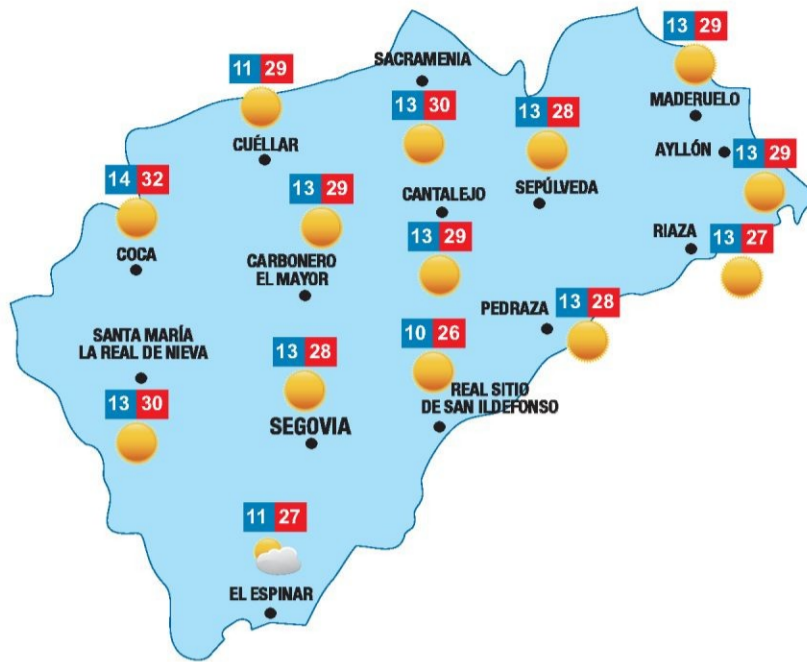 13 29
MADERUELO
SACRAMENIA
13 30
11 29
CUÉLLAR
13 28
SEPÚLVEDA
AYLLÓN
13 29
14 32
COCA
13 29
CARBONERO
EL MAYOR
CANTALEJO
13 29
RIAZA
13 27
PEDRAZA
13 28
SANTA MARÍA
LA REAL DE NIEVA
13 30
13 28
SEGOVIA
10 26
REAL SITIO
DE SAN ILDEFONSO
11 27
EL ESPINAR